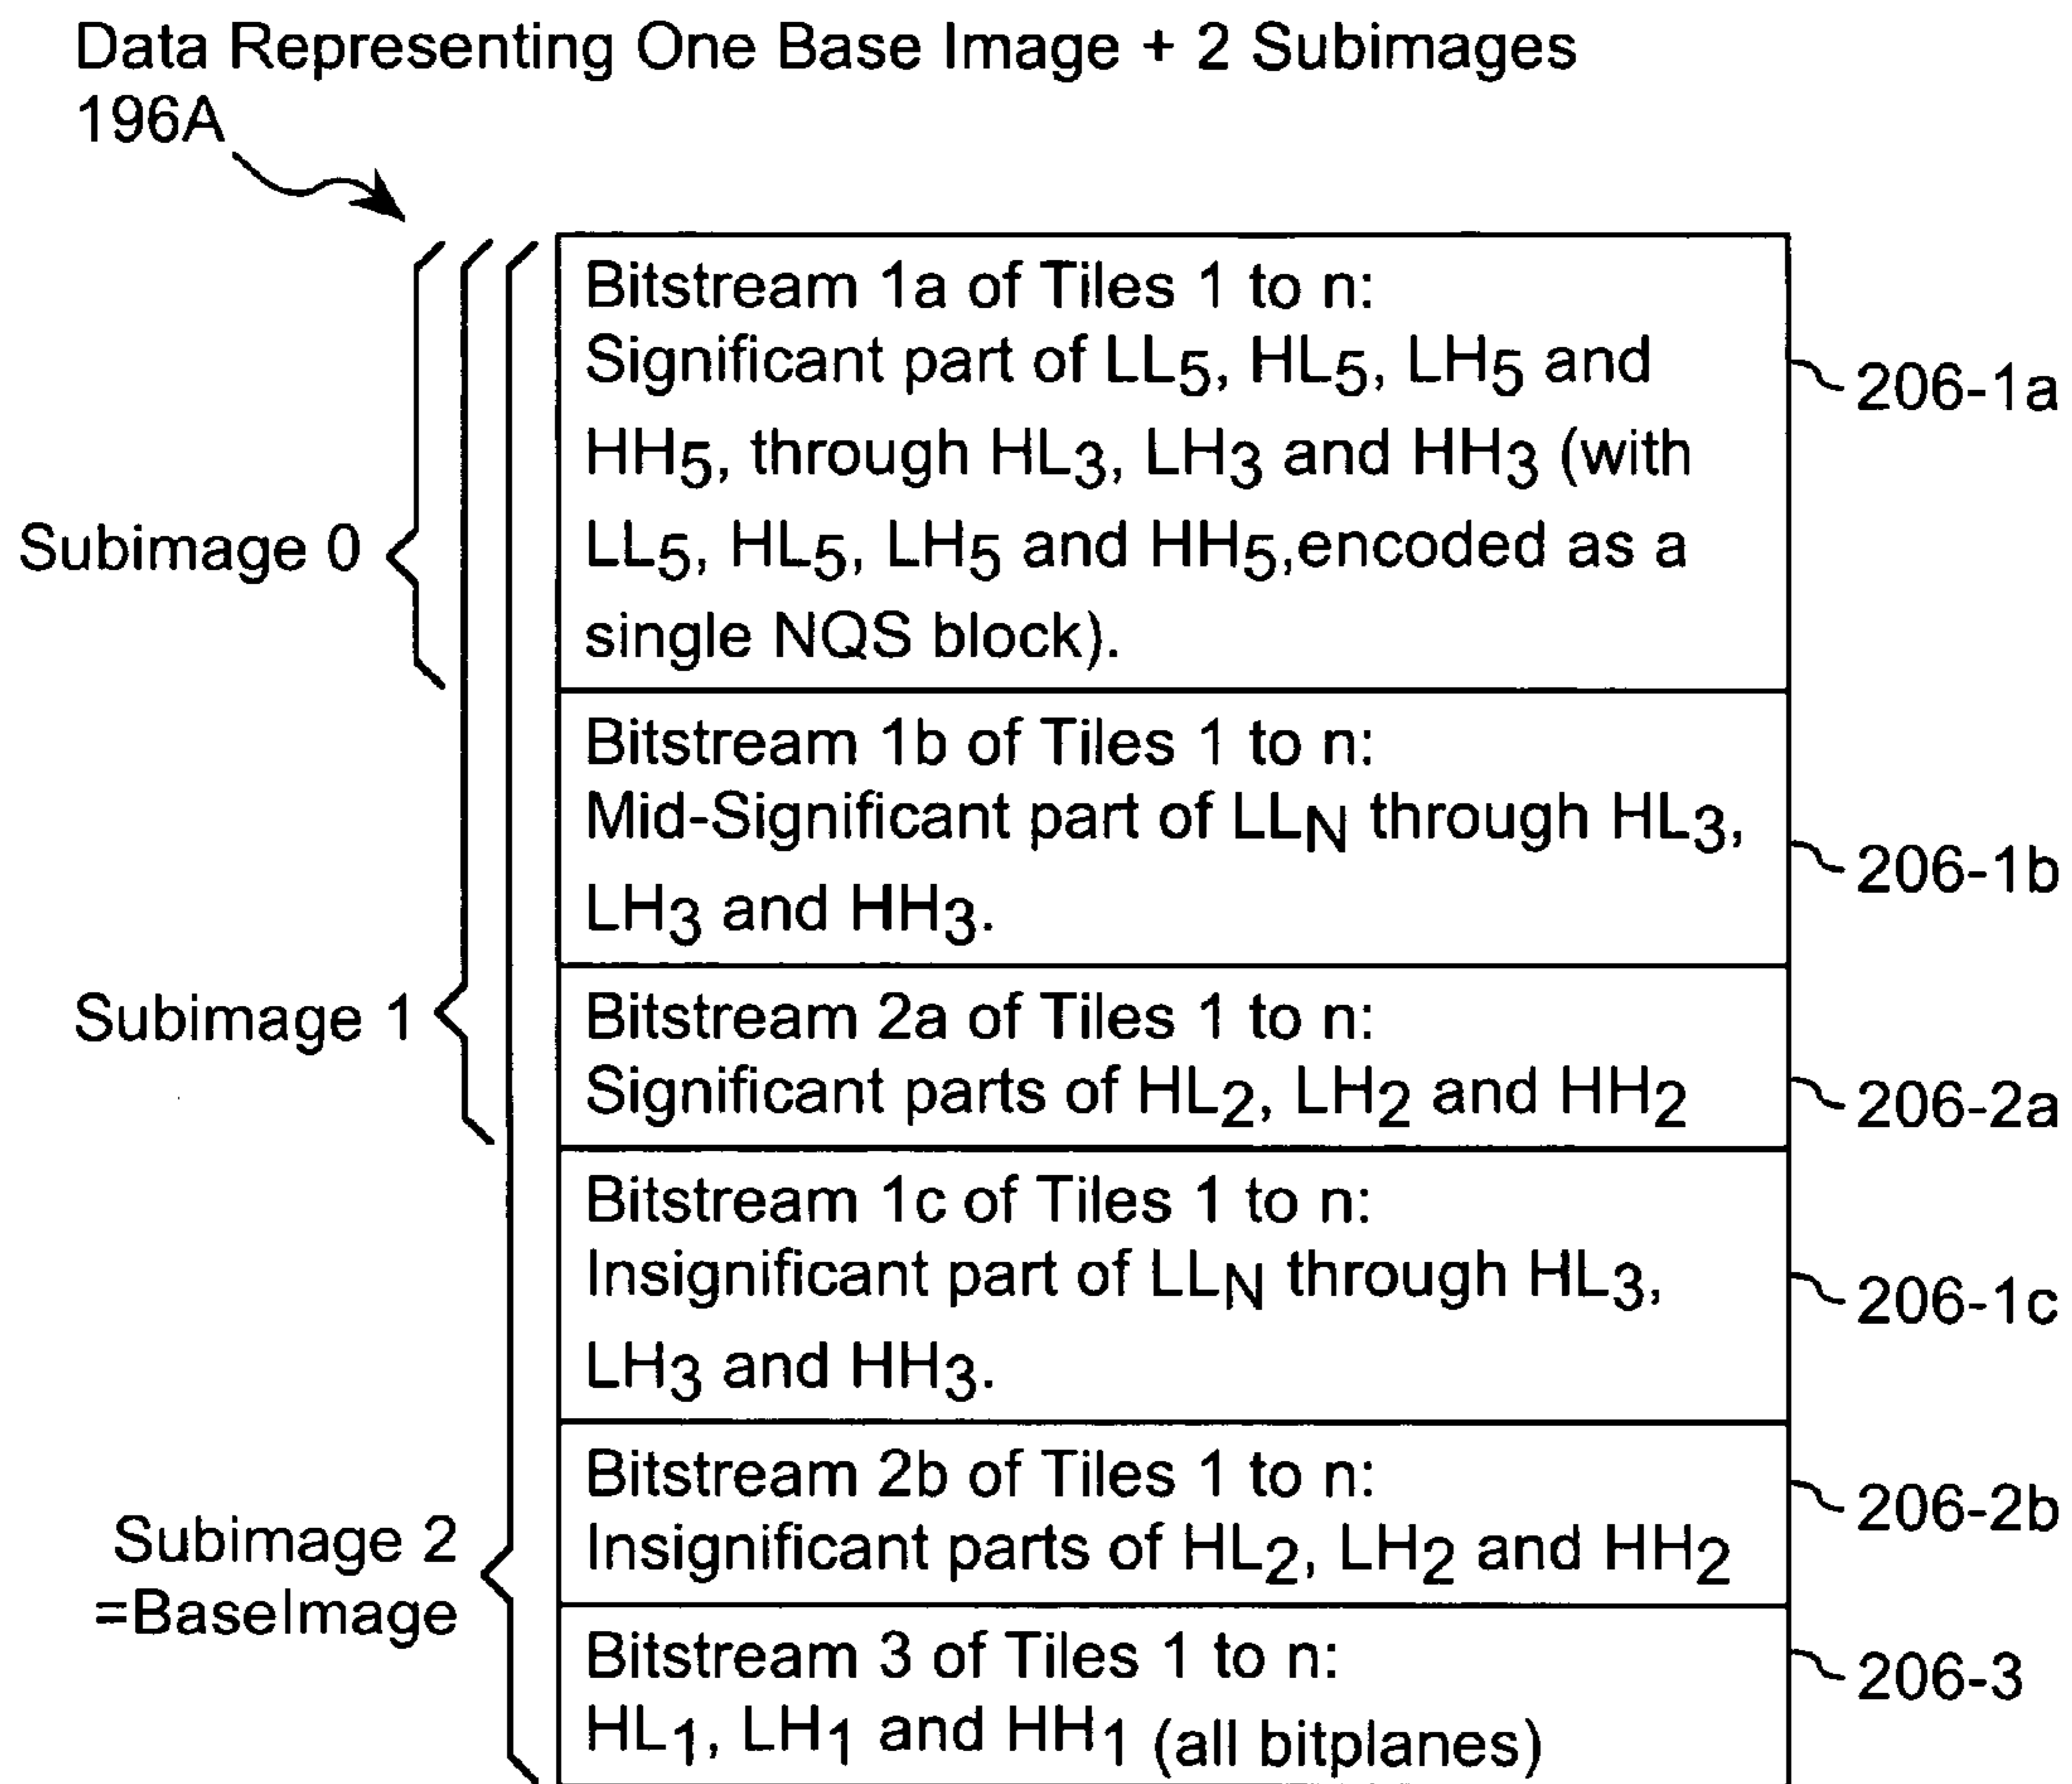 Data Representing One Base Image + 2 Subimages
196A
Bitstream 1a of Tiles 1 to n:
Significant part of LL5, HL5, LH5 and
HH5, through HL3, LH3 and HH3 (with
LL5, HL5, LH5 and HH5,encoded as a
single NQS block).
206-1a
Subimage 0
Bitstream 1b of Tiles 1 to n:
Mid-Significant part of LLN through HL3,
LH3 and HH3.
206-1b
Subimage 1
Bitstream 2a of Tiles 1 to n:
Significant parts of HL2, LH2 and HH2
206-2a
Bitstream 1c of Tiles 1 to n:
Insignificant part of LLN through HL3,
LH3 and HH3.
206-1c
Bitstream 2b of Tiles 1 to n:
Insignificant parts of HL2, LH2 and HH2
206-2b
Subimage 2
=BaseImage
Bitstream 3 of Tiles 1 to n:
HL1, LH1 and HH1 (all bitplanes)
206-3